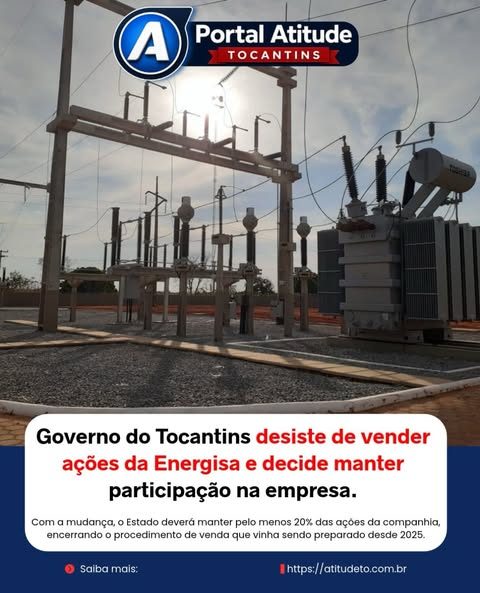 A Portal Atitude
TOCANTINS
TOSHIBA
Governo do Tocantins desiste de vender
ações da Energisa e decide manter
participação na empresa.
Com a mudança, o Estado deverá manter pelo menos 20% das ações da companhia,
encerrando o procedimento de venda que vinha sendo preparado desde 2025.
Saiba mais:
https://atitudeto.com.br